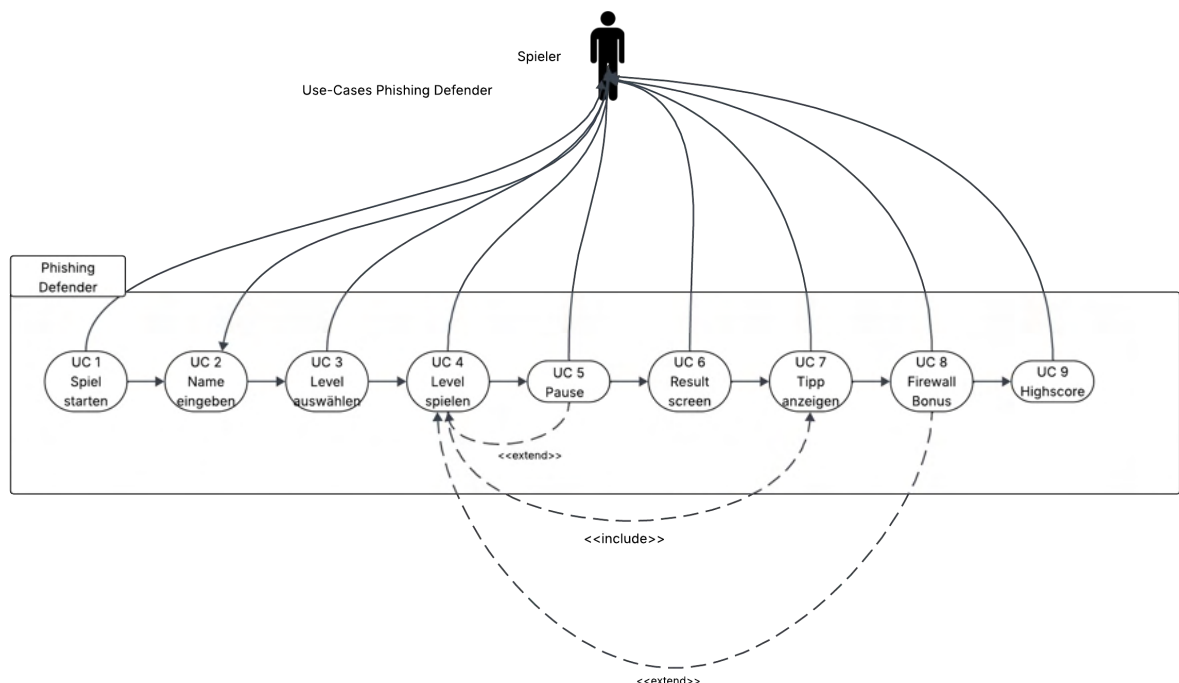 Spieler
Use-Cases Phishing Defender
Phishing
Defender
UC 1
Spiel
starten
UC 2
Name
eingeben
UC 3
Level
auswählen
UC 4
Level
spielen
UC 5
Pause
UC 6
Result
screen
UC 7
Tipp
anzeigen
UC 8
Firewall
Bonus
UC 9
Highscore
<<extend>>
<<include>>
<<extend>>